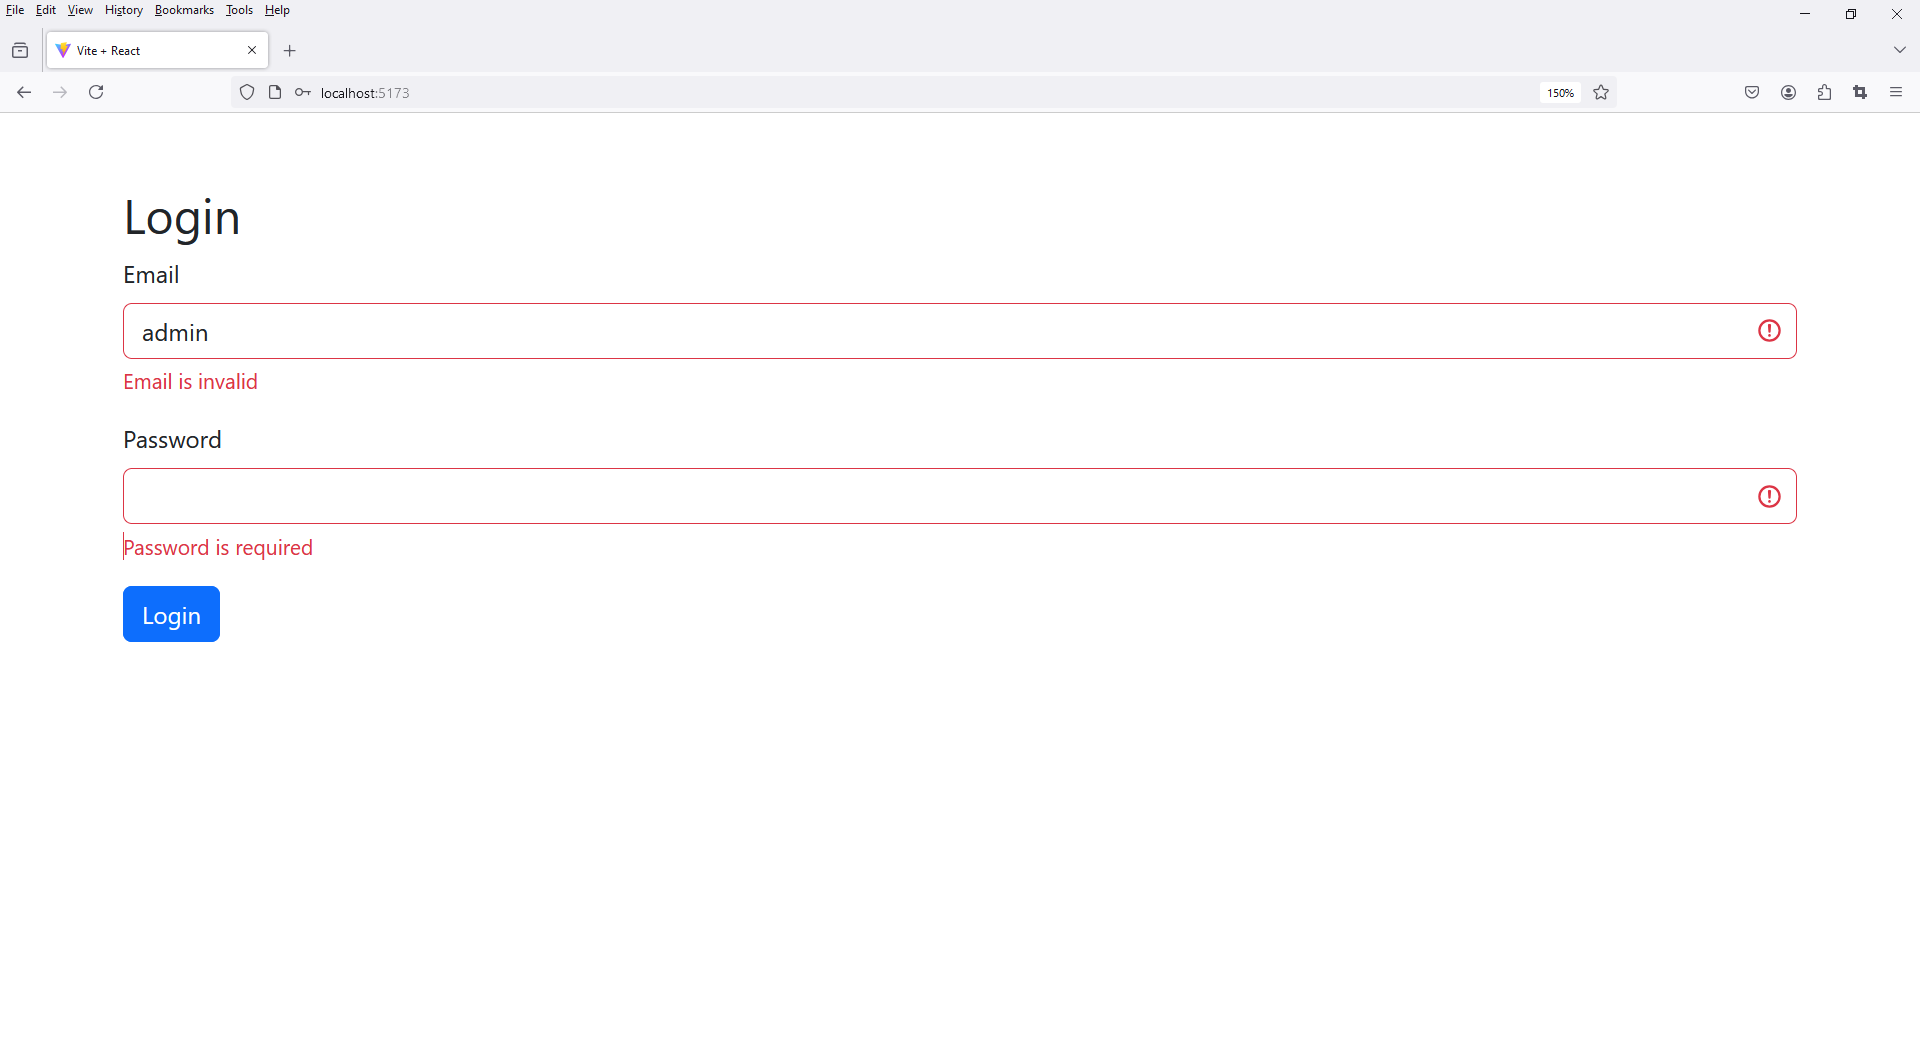 File Edit View History Bookmarks Tools Help
Vite + React
localhost:5173
150%
Login
Email
admin
Email is invalid
Password
Password is required
Login